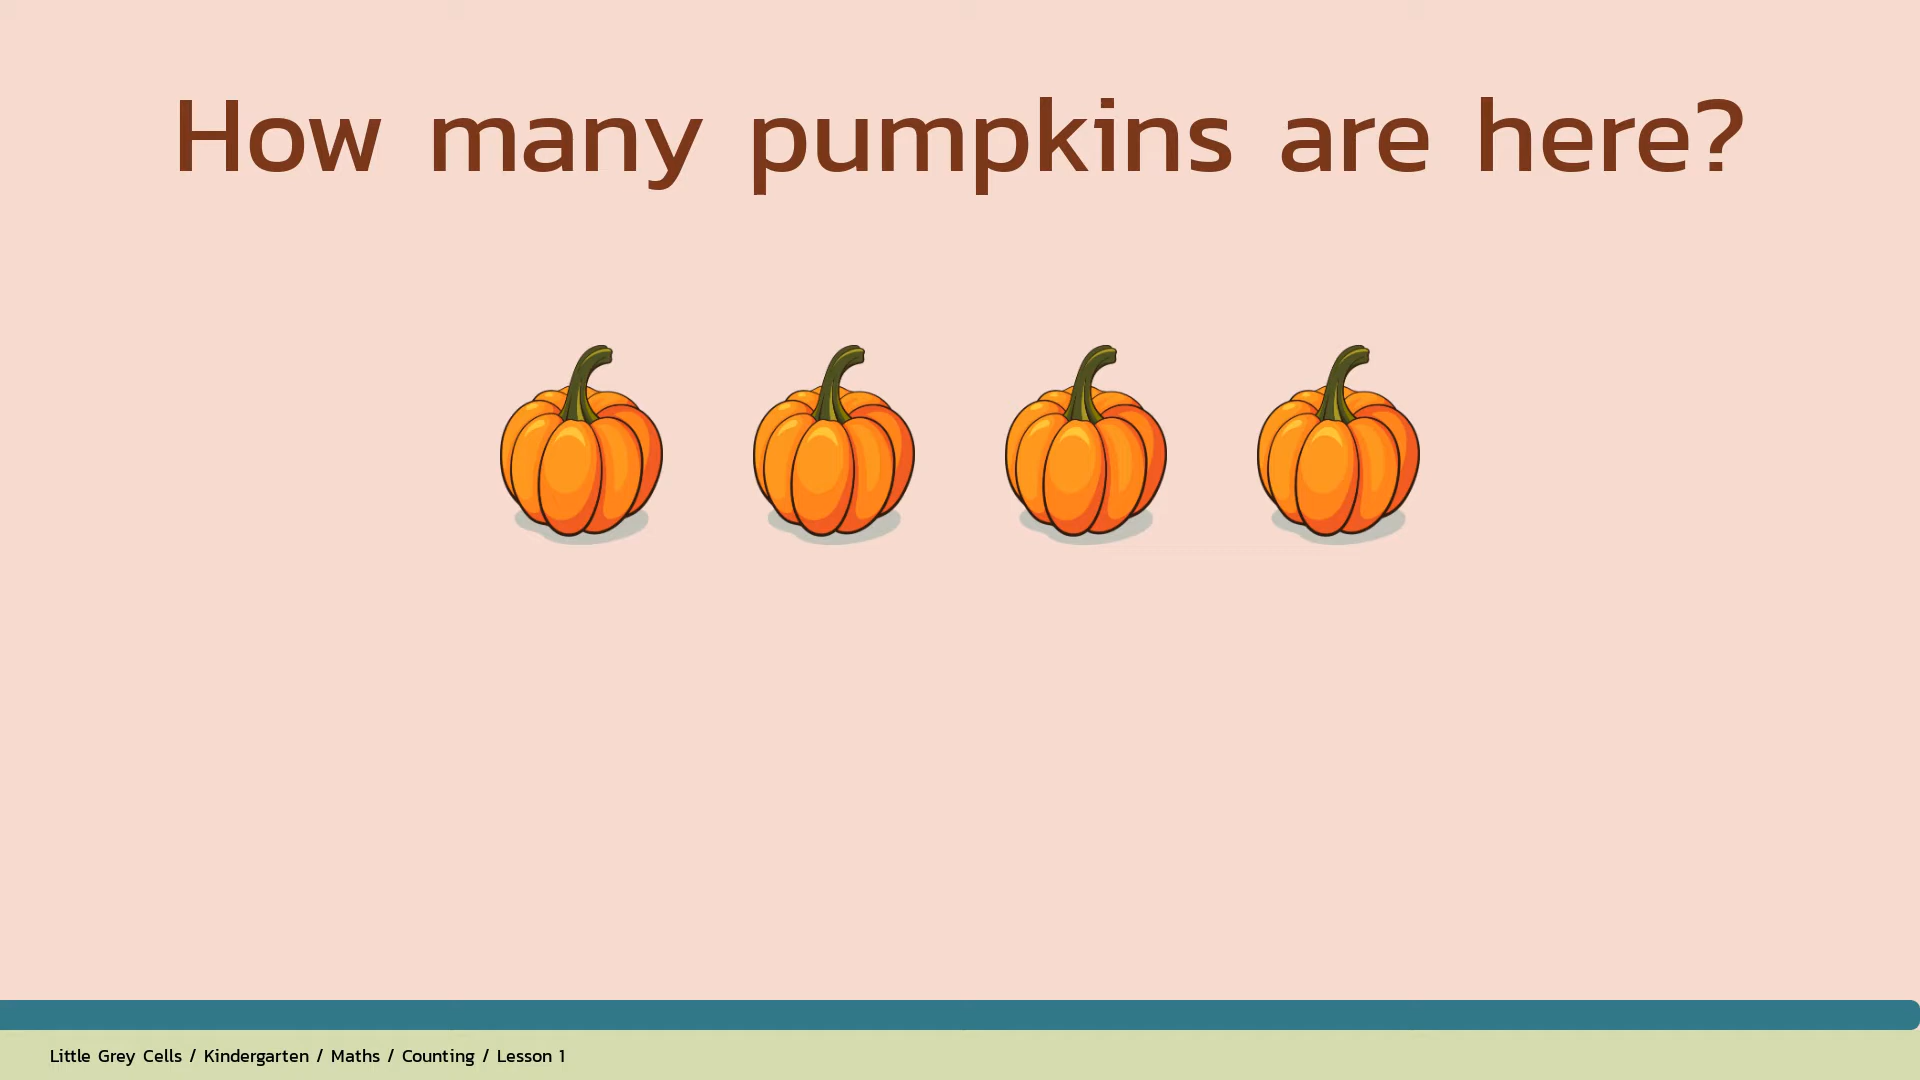 How many pumpkins are here?
Little Grey Cells / Kindergarten / Maths / Counting / Lesson 1